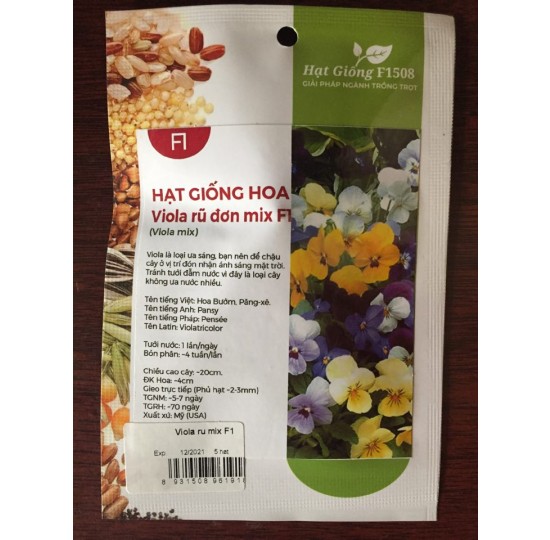 Hạt Giống F1508
GIẢI PHÁP NGÀNH TRỒNG TRỌT
F1
HẠT GIỐNG HOA
Viola rũ đơn mix F1
(Viola mix)
Viola là loại ưa sáng, bạn nên để chậu
cây ở vị trí đón nhận ánh sáng mặt trời.
Tránh tưới đẫm nước vì đây là loại cây
không ưa nước nhiều.
Tên tiếng Việt: Hoa Bướm, Păng-xê.
Tên tiếng Anh: Pansy
Tên tiếng Pháp: Pensée
Tên Latin: Violatricolor
Tưới nước: 1 lần/ngày
Bón phân: ~4 tuần/lần
Chiều cao cây: ~20cm.
ĐK Hoa: ~4cm
Gieo trực tiếp (Phủ hạt ~2-3mm)
TGNM: ~5-7 ngày
TGRH: ~70 ngày
Xuất xứ: Mỹ (USA)
Viola ru mix F1
Exp 12/2021 5 hat
8 931508 96191